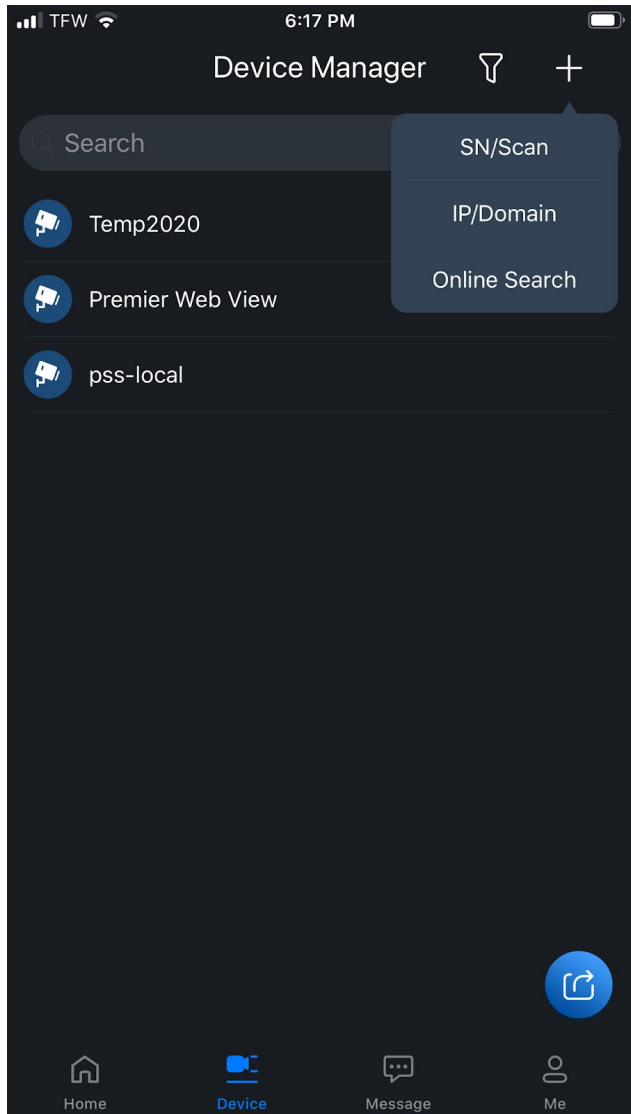 TFW 6:17 PM
Device Manager
Search
SN/Scan
IP/Domain
Online Search
Temp2020
Premier Web View
pss-local
Home Device Message Me